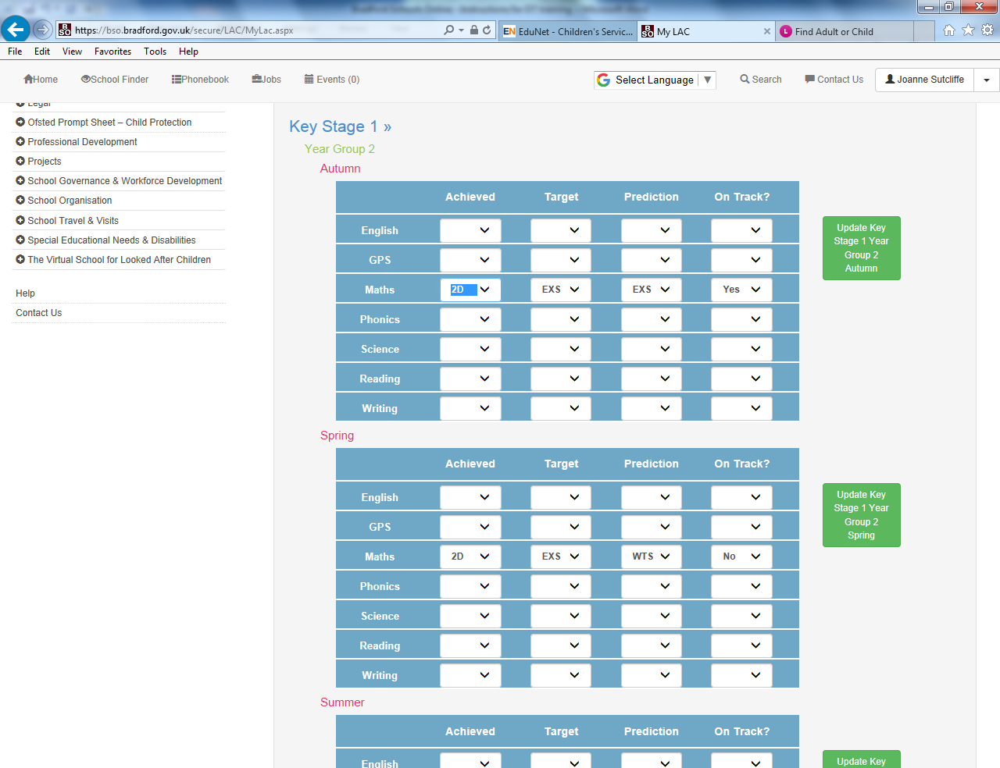 https://bso.bradford.gov.uk/secure/LAC/MyLac.aspx
EN EduNet - Children's Servic...
BSO My LAC
L Find Adult or Child
File Edit View Favorites Tools Help
Home School Finder Phonebook Jobs Events (0)
G Select Language
Search Contact Us Joanne Sutcliffe
Legal
Ofsted Prompt Sheet – Child Protection
Professional Development
Projects
School Governance & Workforce Development
School Organisation
School Travel & Visits
Special Educational Needs & Disabilities
The Virtual School for Looked After Children
Help
Contact Us
Key Stage 1 »
Year Group 2
Autumn
Achieved Target Prediction On Track?
English
GPS
Maths 2D EXS EXS Yes
Phonics
Science
Reading
Writing
Update Key
Stage 1 Year
Group 2
Autumn
Spring
Achieved Target Prediction On Track?
English
GPS
Maths 2D EXS WTS No
Phonics
Science
Reading
Writing
Update Key
Stage 1 Year
Group 2
Spring
Summer
Achieved Target Prediction On Track?
English
Update Key